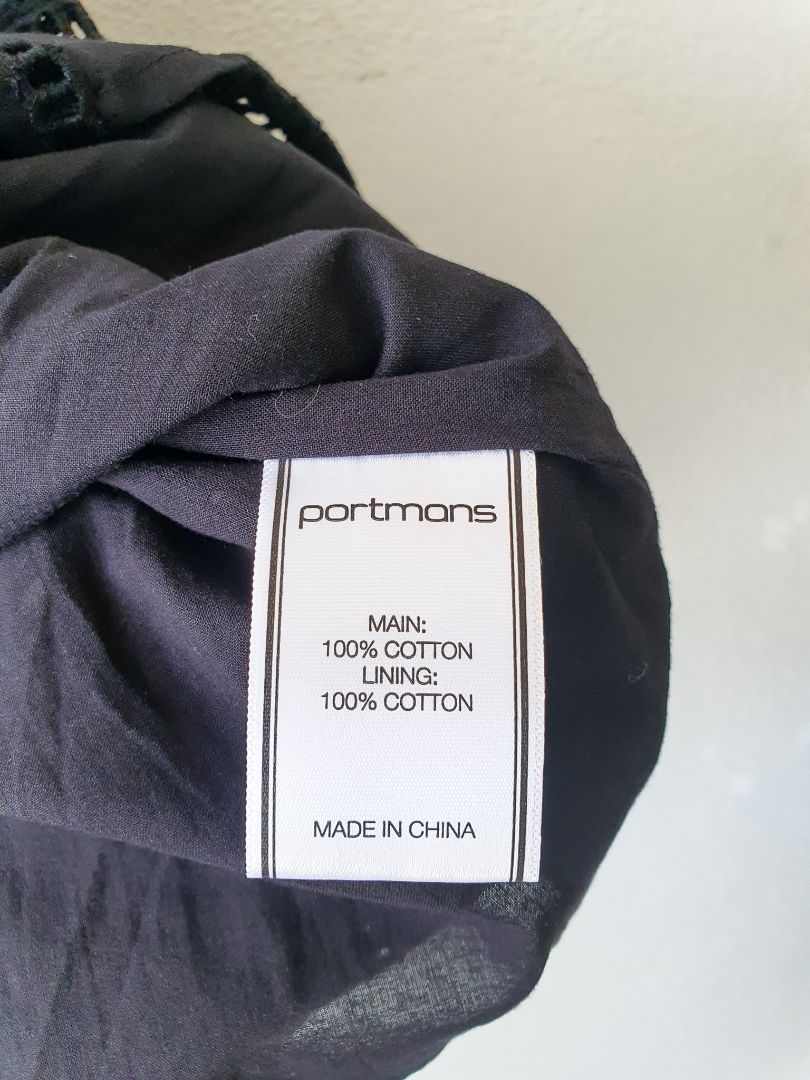 portmans
MAIN:
100% COTTON
LINING:
100% COTTON
MADE IN CHINA